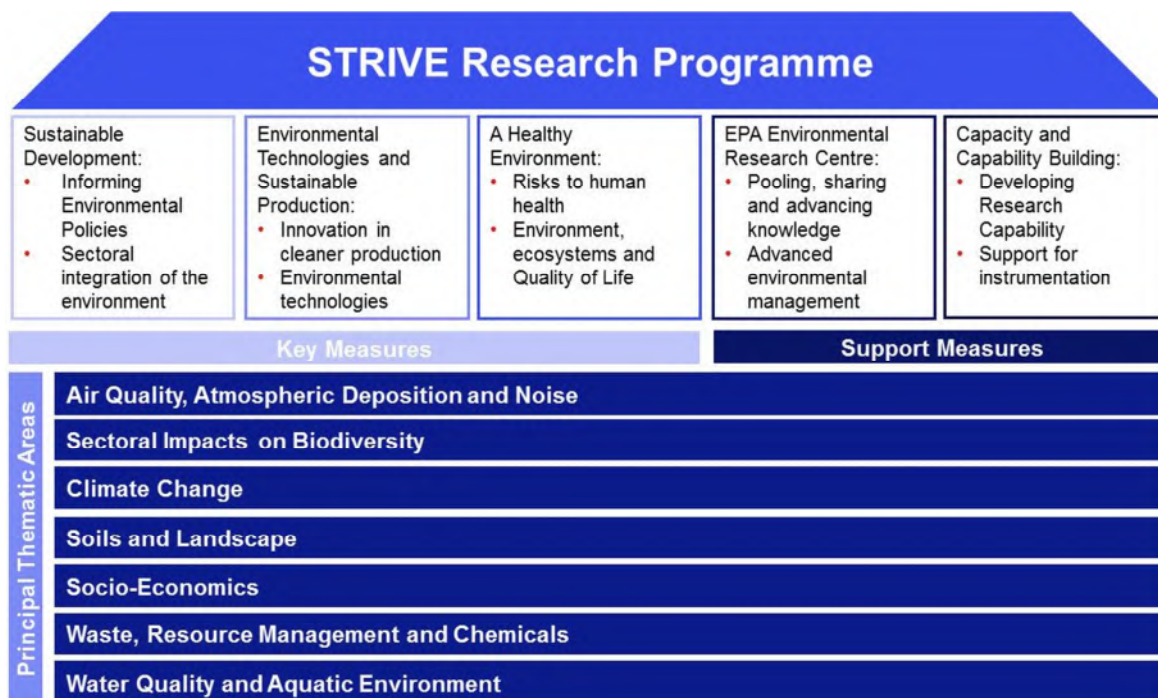 STRIVE Research Programme
Sustainable
Development:
• Informing
Environmental
Policies
• Sectoral
integration of the
environment
Environmental
Technologies and
Sustainable
Production:
• Innovation in
cleaner production
• Environmental
technologies
A Healthy
Environment:
• Risks to human
health
• Environment,
ecosystems and
Quality of Life
EPA Environmental
Research Centre:
• Pooling, sharing
and advancing
knowledge
• Advanced
environmental
management
Capacity and
Capability Building:
• Developing
Research
Capability
• Support for
instrumentation
Key Measures
Support Measures
Principal Thematic Areas
Air Quality, Atmospheric Deposition and Noise
Sectoral Impacts on Biodiversity
Climate Change
Soils and Landscape
Socio-Economics
Waste, Resource Management and Chemicals
Water Quality and Aquatic Environment